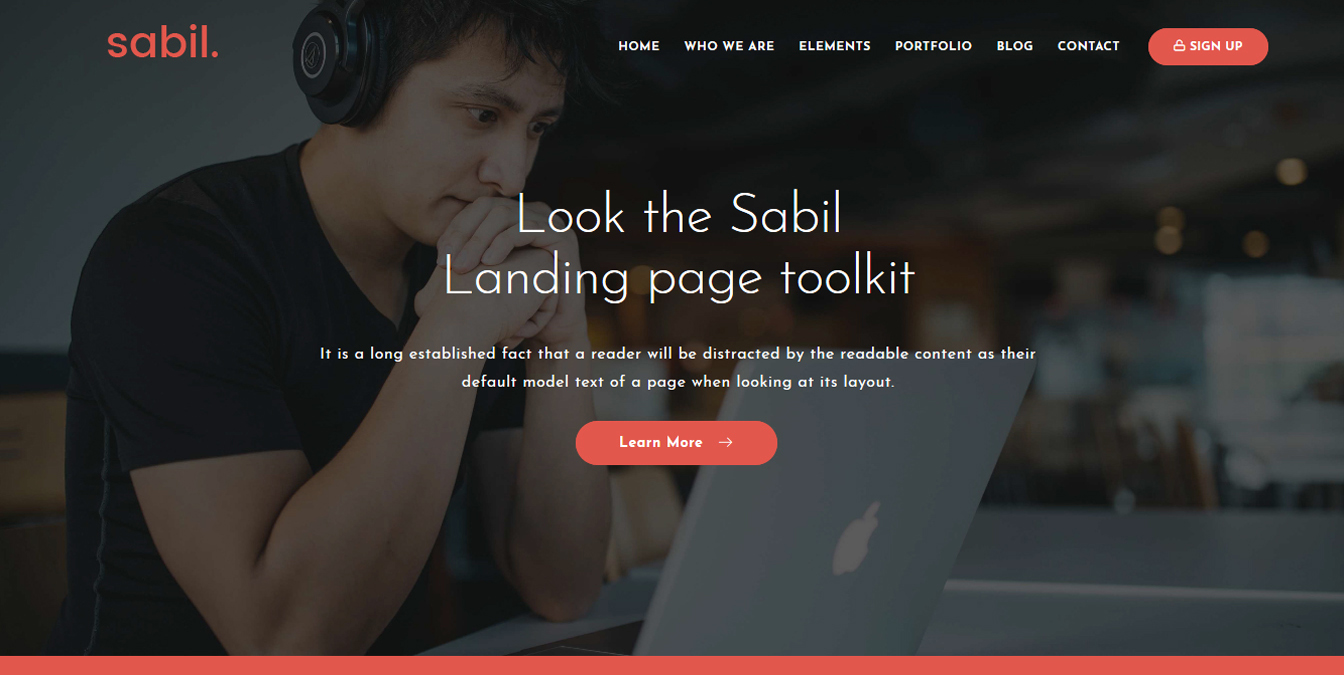 sabil.
HOME WHO WE ARE ELEMENTS PORTFOLIO BLOG CONTACT SIGN UP
Look the Sabil
Landing page toolkit
It is a long established fact that a reader will be distracted by the readable content as their
default model text of a page when looking at its layout.
Learn More